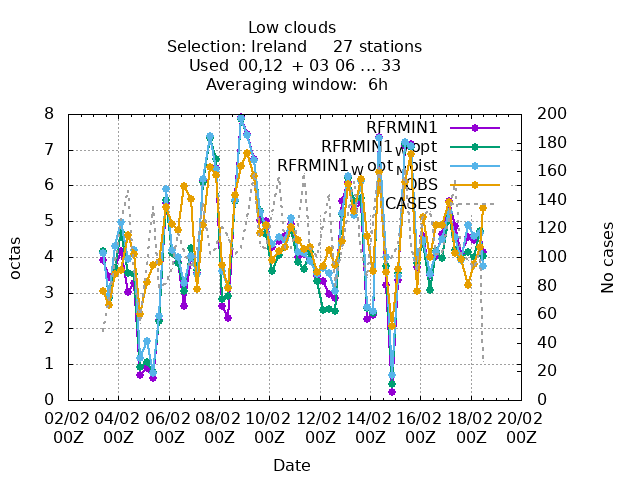 Low clouds
Selection: Ireland 27 stations
Used 00,12 + 03 06 ... 33
Averaging window: 6h
RFRMIN1
RFRMIN1Wopt
RFRMIN1WoptMoist
OBS
CASES
octas
8
7
6
5
4
3
2
1
0
No cases
200
180
160
140
120
100
80
60
40
20
0
02/02 04/02 06/02 08/02 10/02 12/02 14/02 16/02 18/02 20/02
00Z 00Z 00Z 00Z 00Z 00Z 00Z 00Z 00Z 00Z
Date